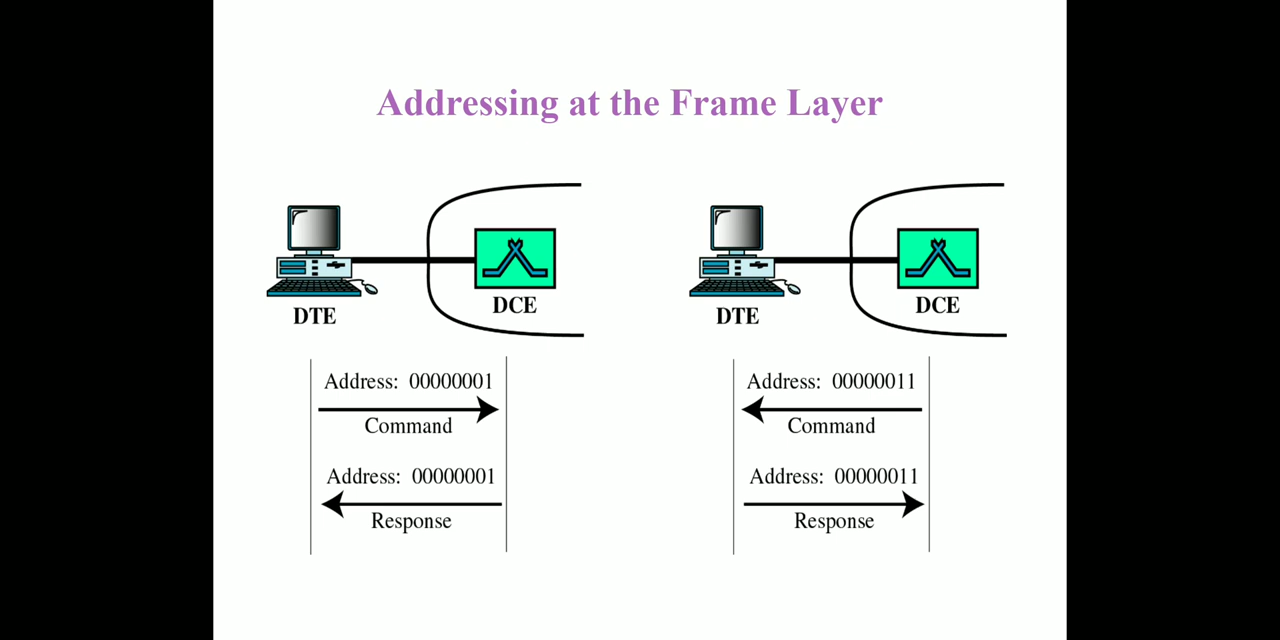 Addressing at the Frame Layer
DTE
DCE
DTE
DCE
Address: 00000001
Command
Address: 00000001
Response
Address: 00000011
Command
Address: 00000011
Response